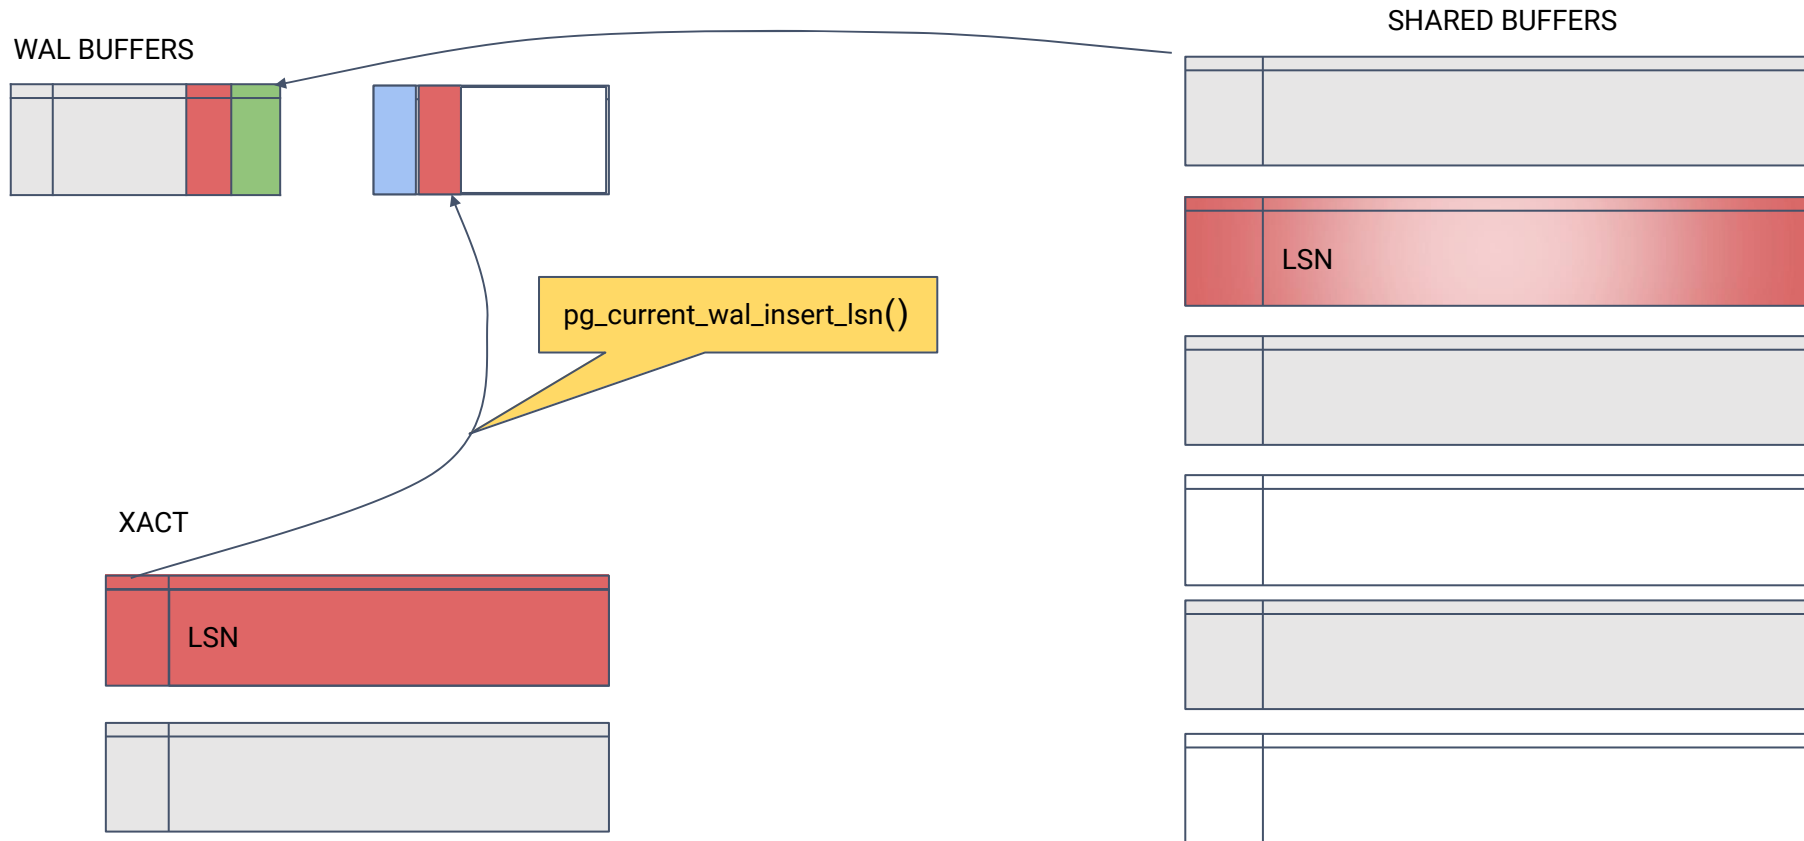 SHARED BUFFERS
WAL BUFFERS
LSN
pg_current_wal_insert_lsn()
XACT
LSN